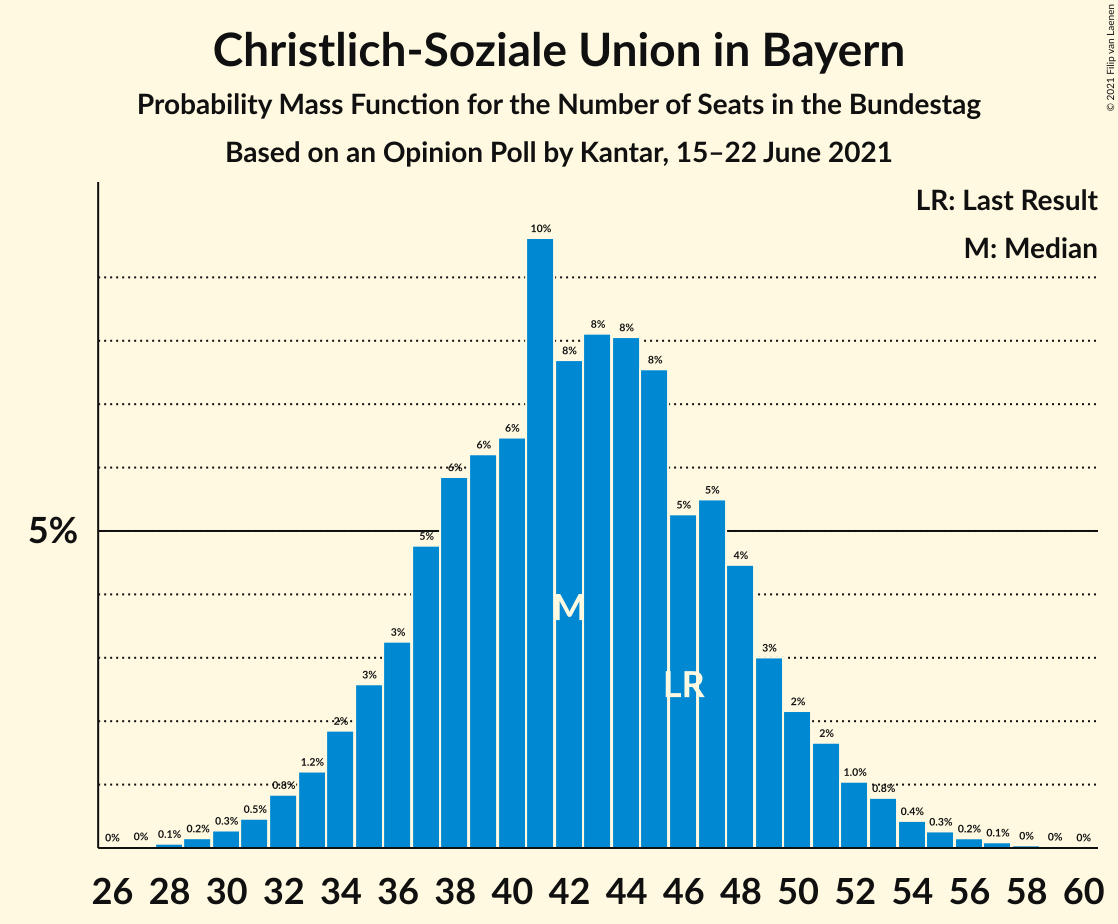 Christlich-Soziale Union in Bayern
Probability Mass Function for the Number of Seats in the Bundestag
Based on an Opinion Poll by Kantar, 15–22 June 2021
© 2021 Filip van Laenen
LR: Last Result
M: Median
5%
0% 0% 0.1% 0.2% 0.3% 0.5% 0.8% 1.2% 2% 3% 3% 5% 6% 6% 6% 10% 8% 8% 8% 8% 5% 5% 4% 3% 2% 2% 1.0% 0.8% 0.4% 0.3% 0.2% 0.1% 0% 0% 0%
M
LR
26 28 30 32 34 36 38 40 42 44 46 48 50 52 54 56 58 60